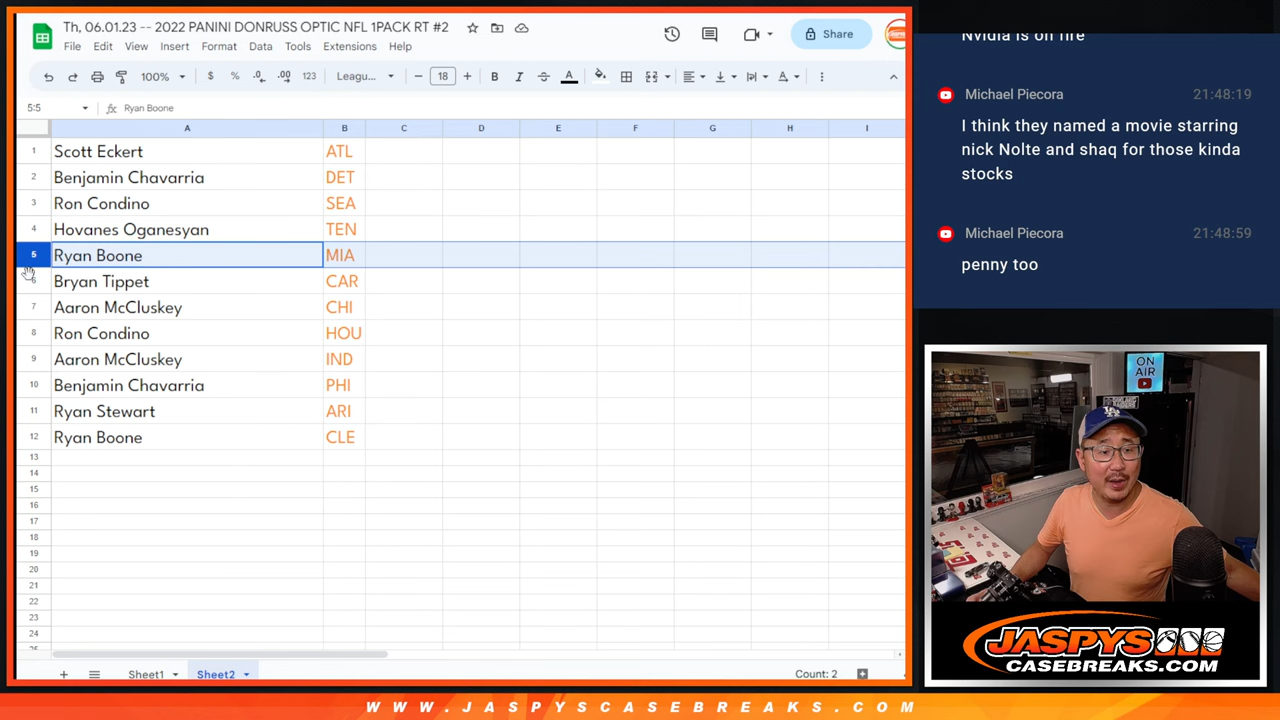 Th, 06.01.23 -- 2022 PANINI DONRUSS OPTIC NFL 1PACK RT #2
Share
File Edit View Insert Format Data Tools Extensions Help
100% $ % .0 .00 123 Leagu... 18 B I A
5:5 fx Ryan Boone
A B C D E F G H I
1 Scott Eckert ATL
2 Benjamin Chavarria DET
3 Ron Condino SEA
4 Hovanes Oganesyan TEN
5 Ryan Boone MIA
6 Bryan Tippet CAR
7 Aaron McCluskey CHI
8 Ron Condino HOU
9 Aaron McCluskey IND
10 Benjamin Chavarria PHI
11 Ryan Stewart ARI
12 Ryan Boone CLE
13
14
15
16
17
18
19
20
21
22
23
24
Sheet1 Sheet2 Count: 2
Nvidia is on fire
Michael Piecora 21:48:19
I think they named a movie starring
nick Nolte and shaq for those kinda
stocks
Michael Piecora 21:48:59
penny too
ON
AIR
JASPYS
CASEBREAKS.COM
WWW.JASPYSCASEBREAKS.COM